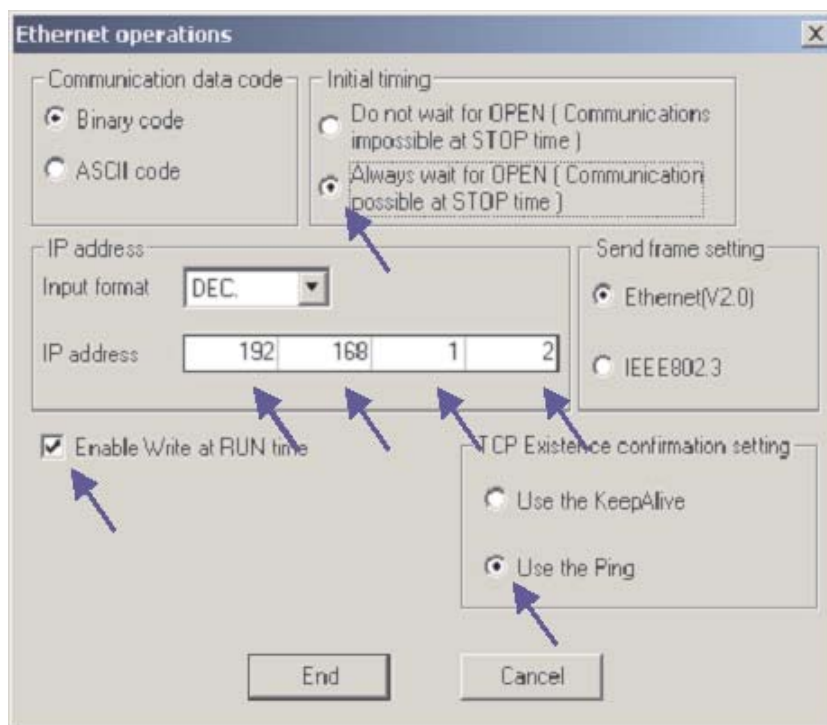 Ethernet operations
Communication data code
Binary code
ASCII code
Initial timing
Do not wait for OPEN ( Communications
impossible at STOP time )
Always wait for OPEN ( Communication
possible at STOP time )
IP address
Input format
DEC.
IP address
192 168 1 2
Send frame setting
Ethernet(V2.0)
IEEE802.3
Enable Write at RUN time
TCP Existence confirmation setting
Use the KeepAlive
Use the Ping
End
Cancel